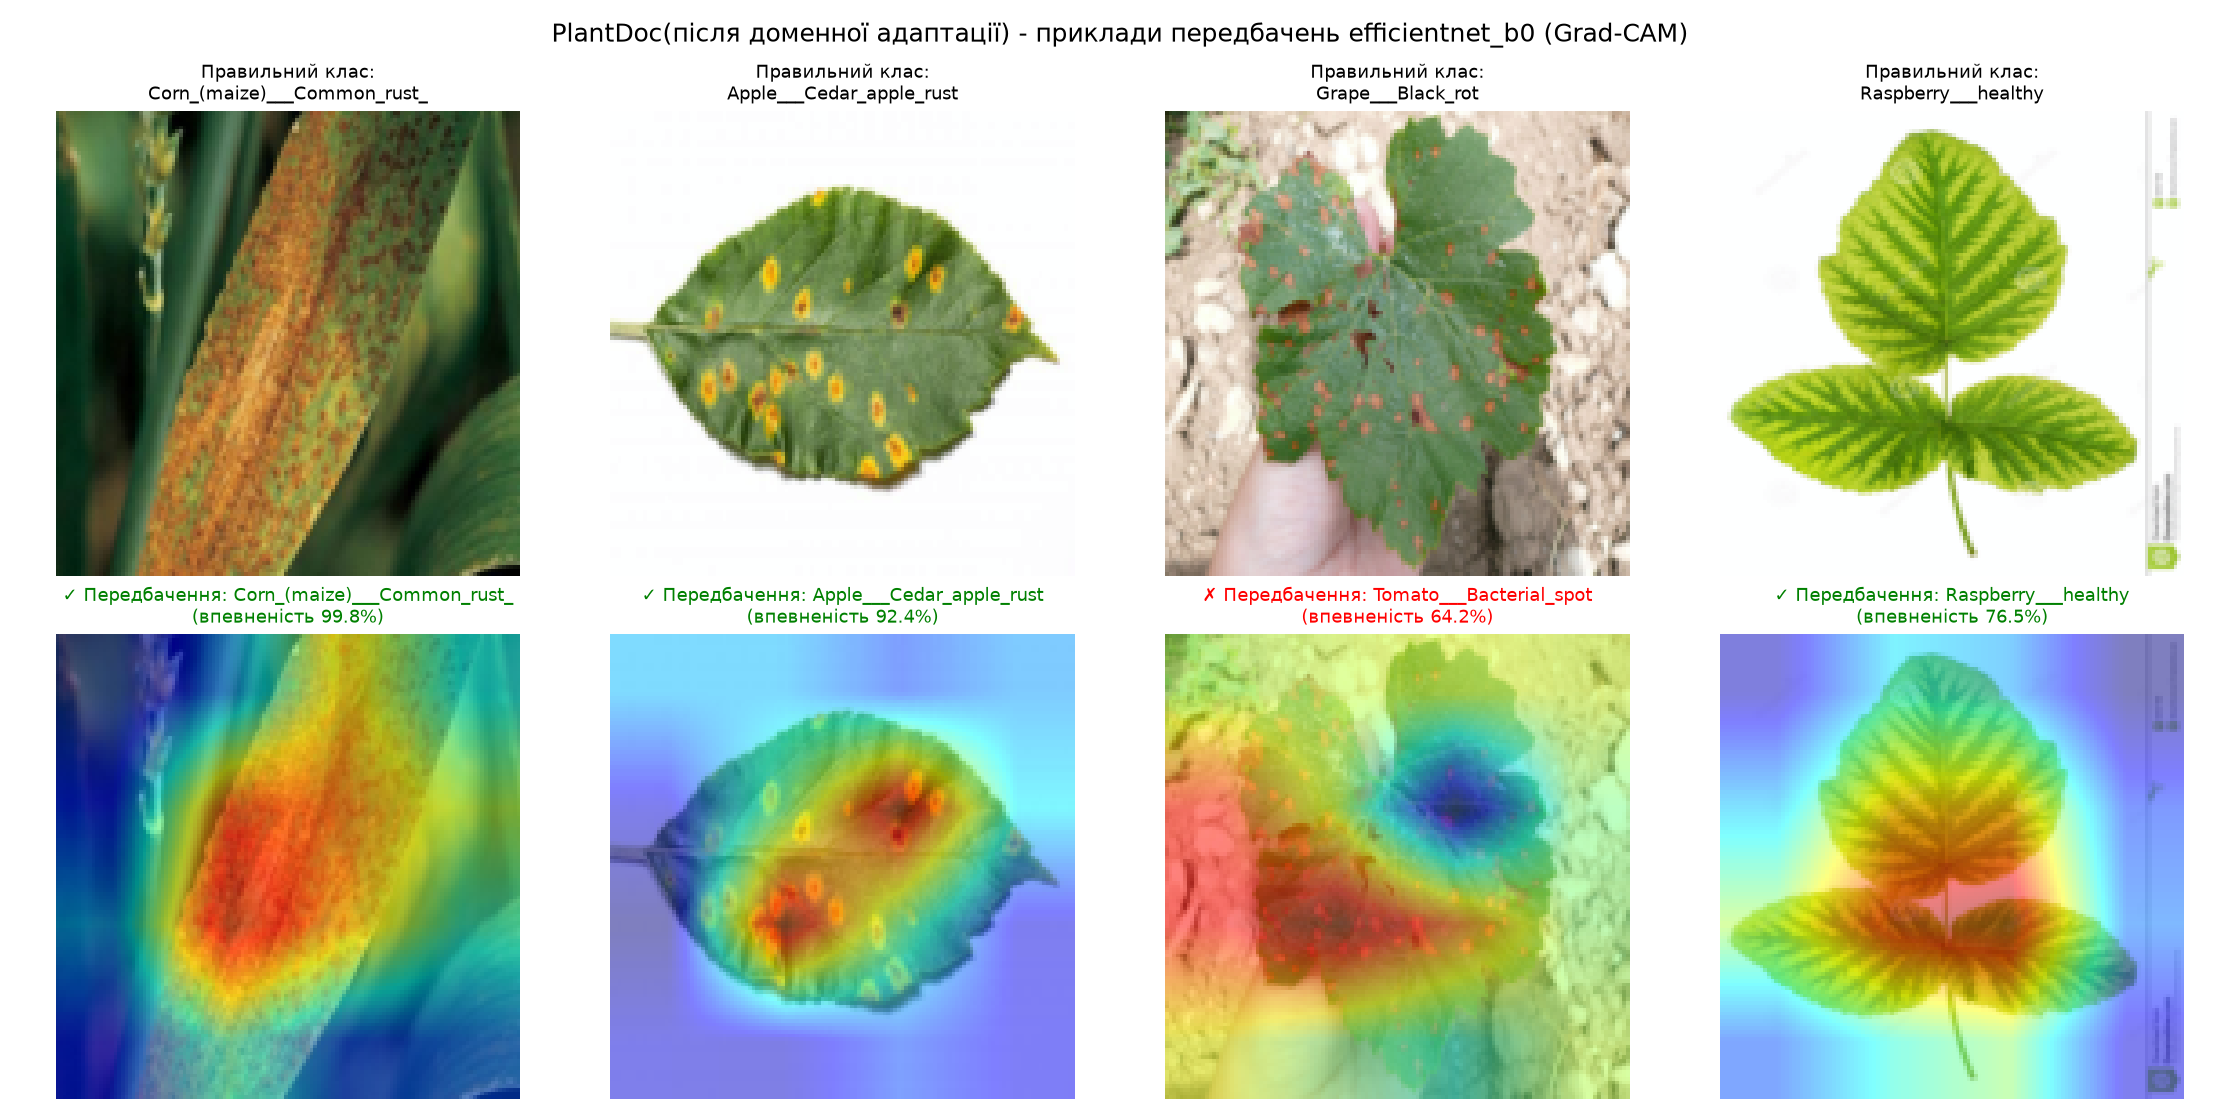 PlantDoc(після доменної адаптації) - приклади передбачень efficientnet_b0 (Grad-CAM)
Правильний клас:
Corn_(maize)___Common_rust_
Правильний клас:
Apple___Cedar_apple_rust
Правильний клас:
Grape___Black_rot
Правильний клас:
Raspberry___healthy
✓ Передбачення: Corn_(maize)___Common_rust_
(впевненість 99.8%)
✓ Передбачення: Apple___Cedar_apple_rust
(впевненість 92.4%)
✗ Передбачення: Tomato___Bacterial_spot
(впевненість 64.2%)
✓ Передбачення: Raspberry___healthy
(впевненість 76.5%)